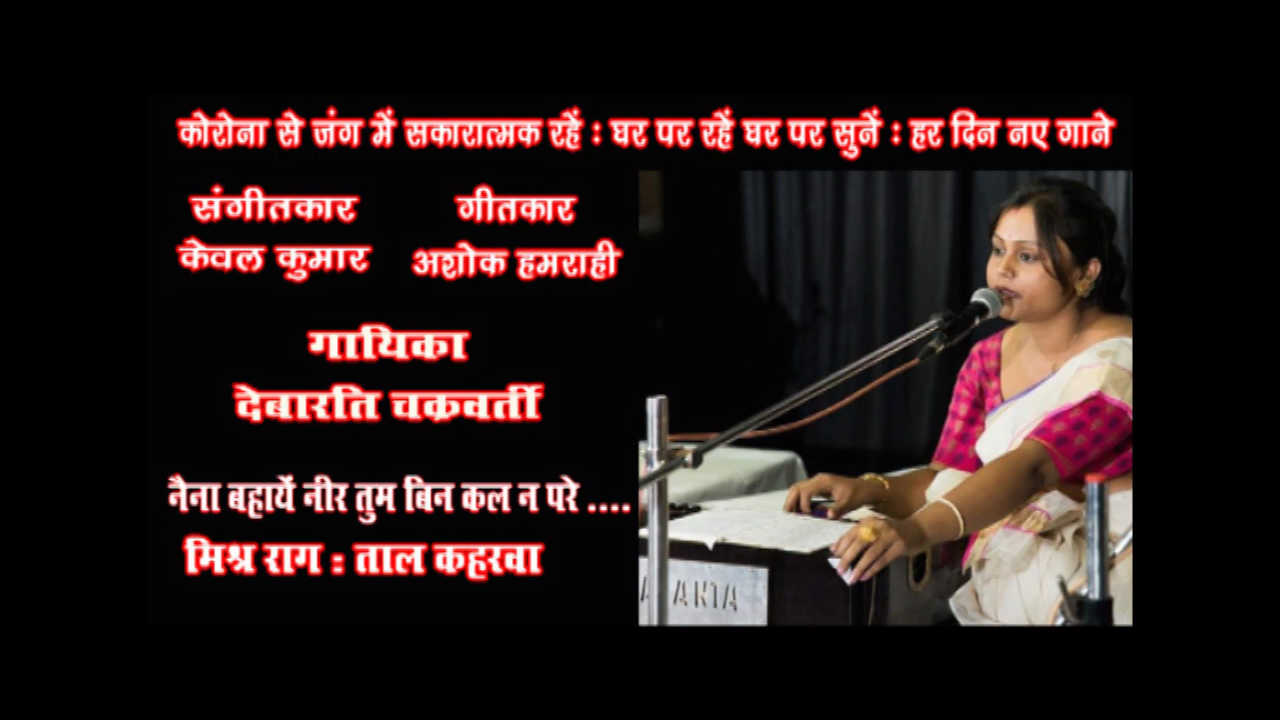 कोरोना से जंग में सकारात्मक रहें : घर पर रहें घर पर सुनें : हर दिन नए गाने
संगीतकार गीतकार
केवल कुमार अशोक हमराही
गायिका
देबारति चक्रवर्ती
नैना बहायें नीर तुम बिन कल न परे ....
मिश्र राग : ताल कहरवा